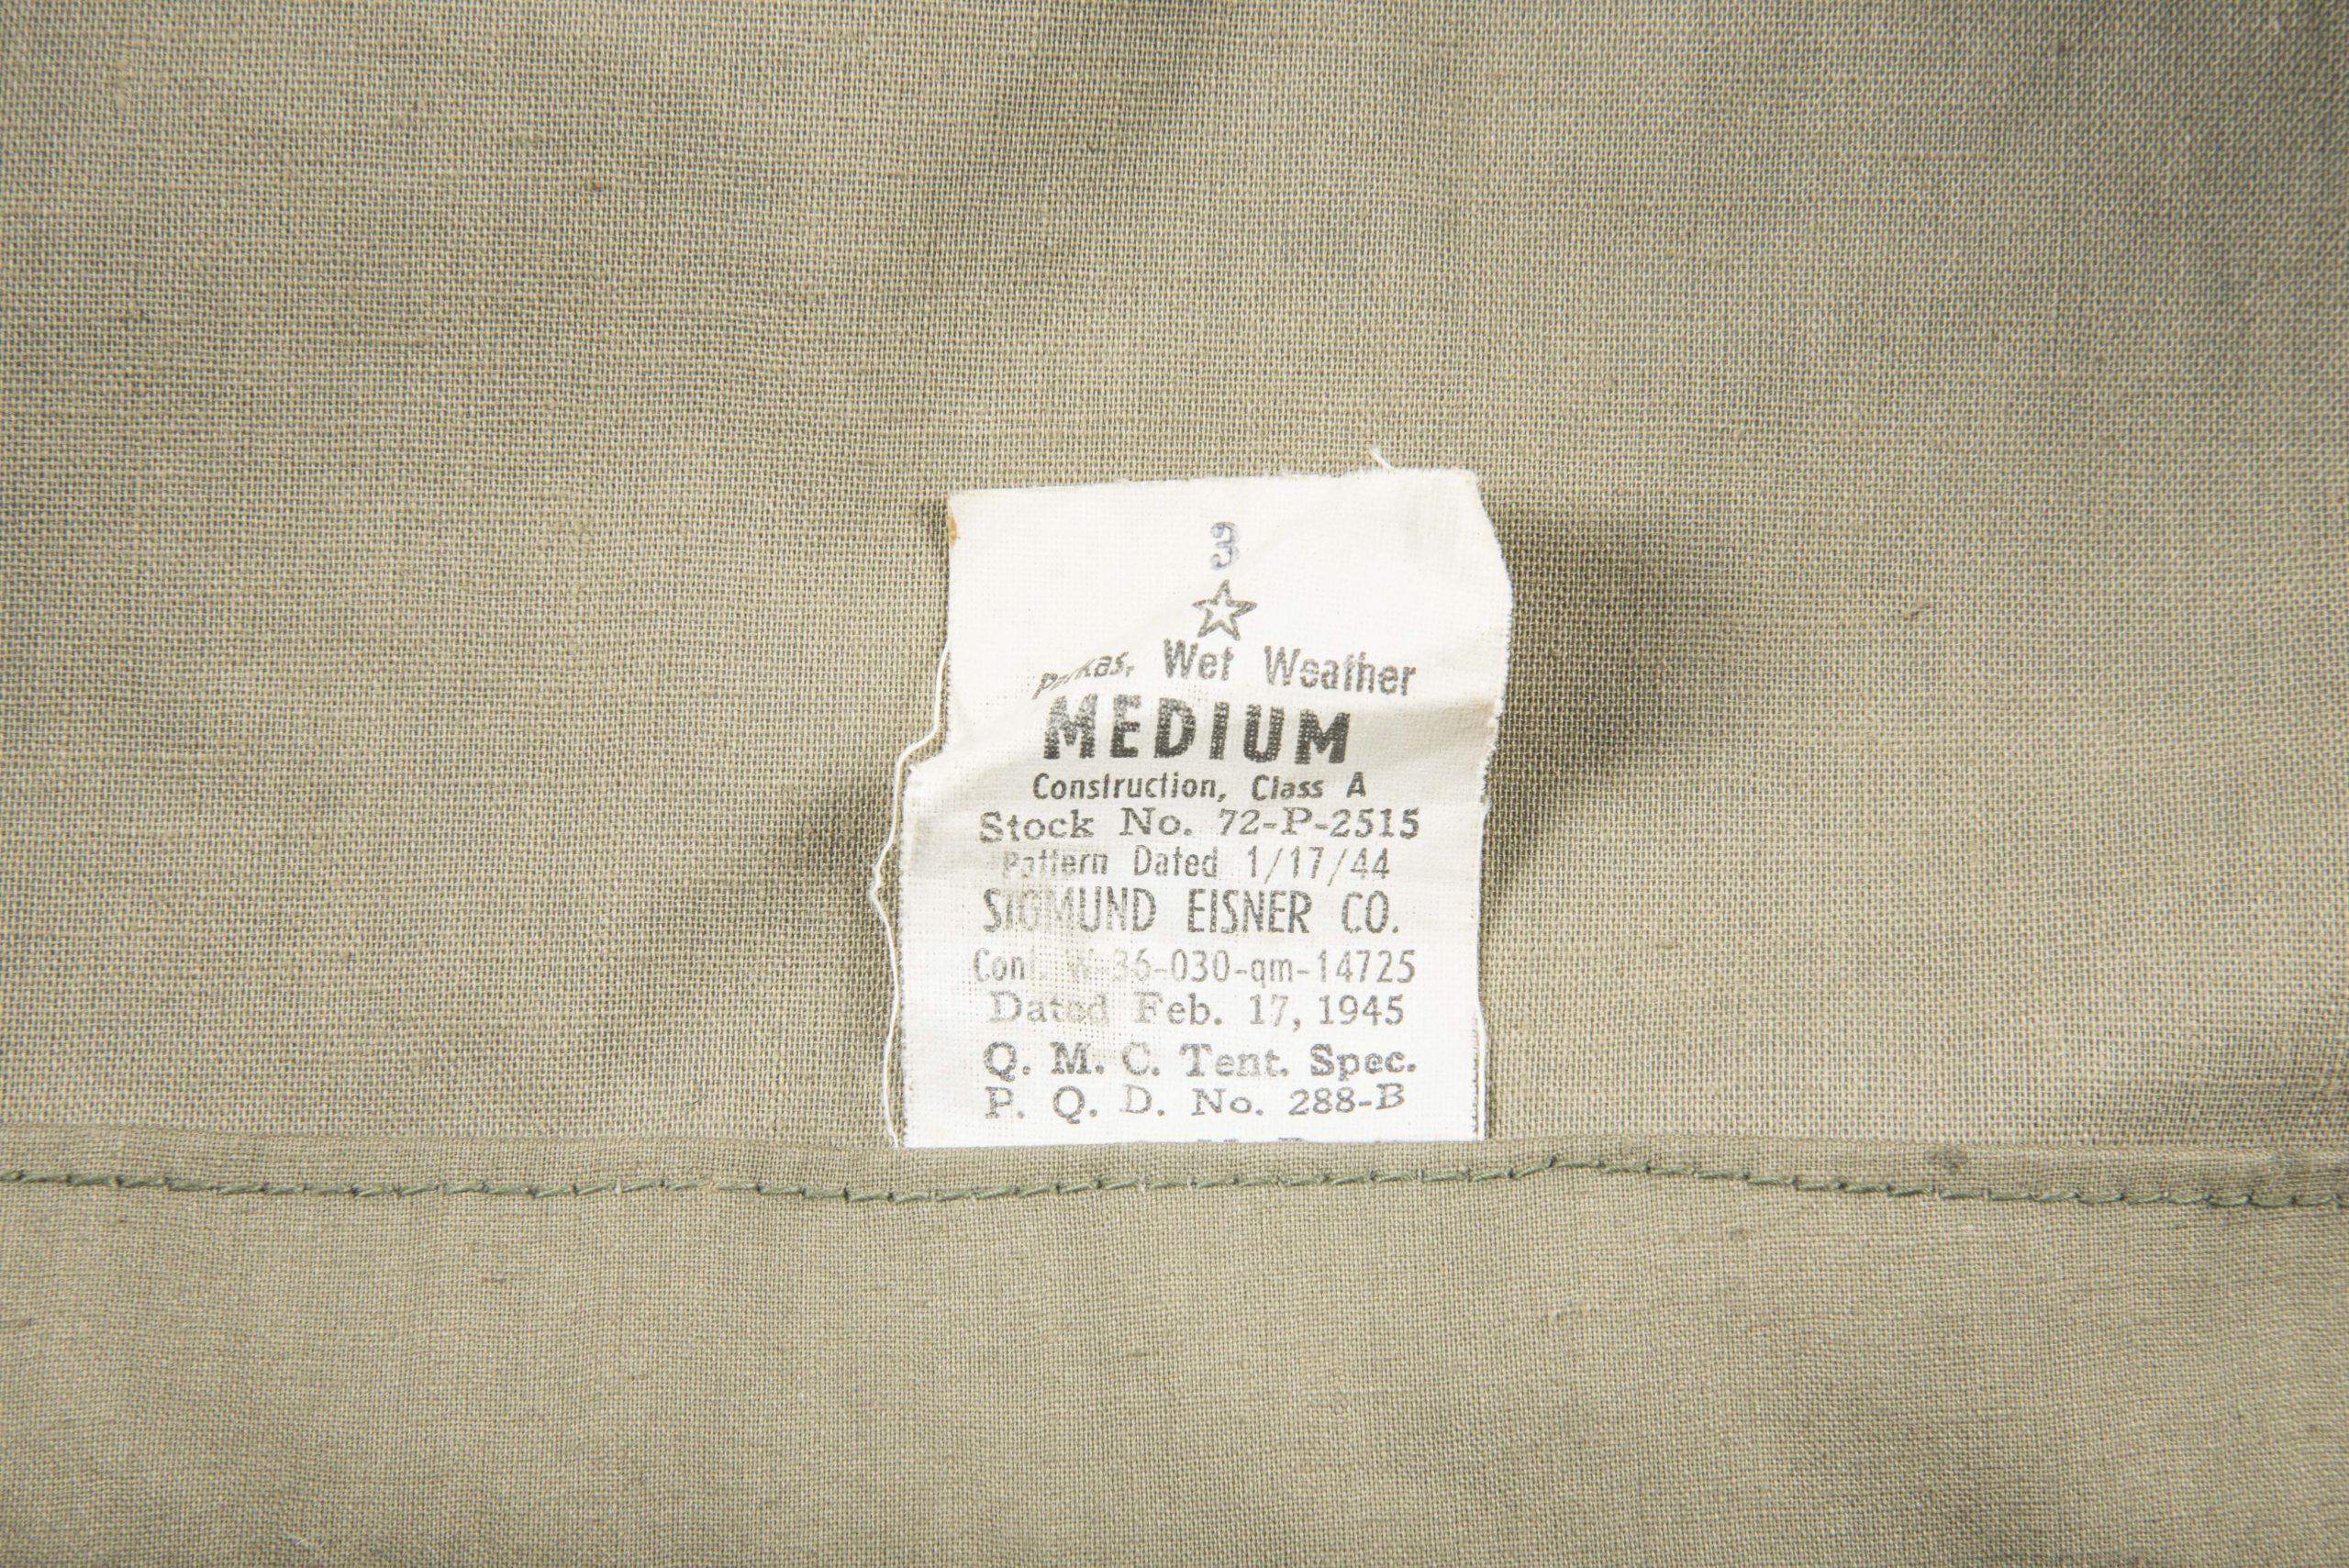 3
Parkas, Wet Weather
MEDIUM
Construction, Class A
Stock No. 72-P-2515
Pattern Dated 1/17/44
SIGMUND EISNER CO.
Cont. W-36-030-qm-14725
Dated Feb. 17, 1945
Q. M. C. Tent. Spec.
P. Q. D. No. 288-B